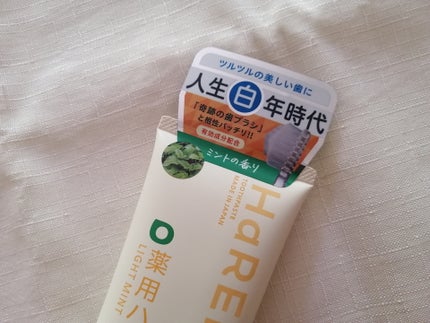 ツルツルの美しい歯に
人生白年時代
「奇跡の歯ブラシ」
と相性バッチリ!!
有効成分配合
ミントの香り
HaRE
TOOTHPASTE
MADE IN JAPAN
薬用ハ
LIGHT MINT